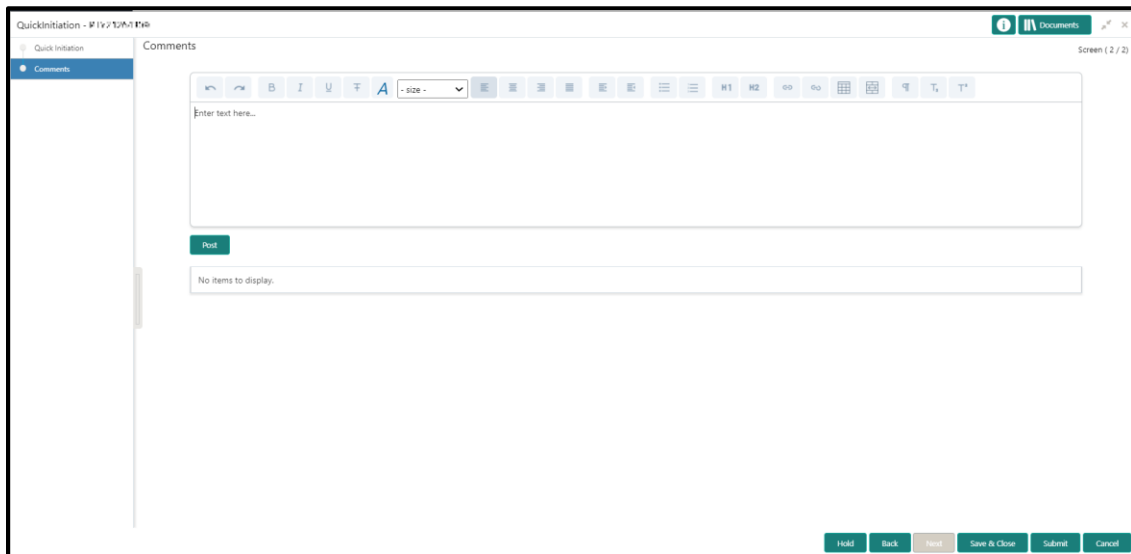 QuickInitiation -
Documents
Quick Initiation
Comments
Comments
Screen ( 2 / 2)
B I U T A - size - H1 H2 ¶
Enter text here...
Post
No items to display.
Hold Back Next Save & Close Submit Cancel